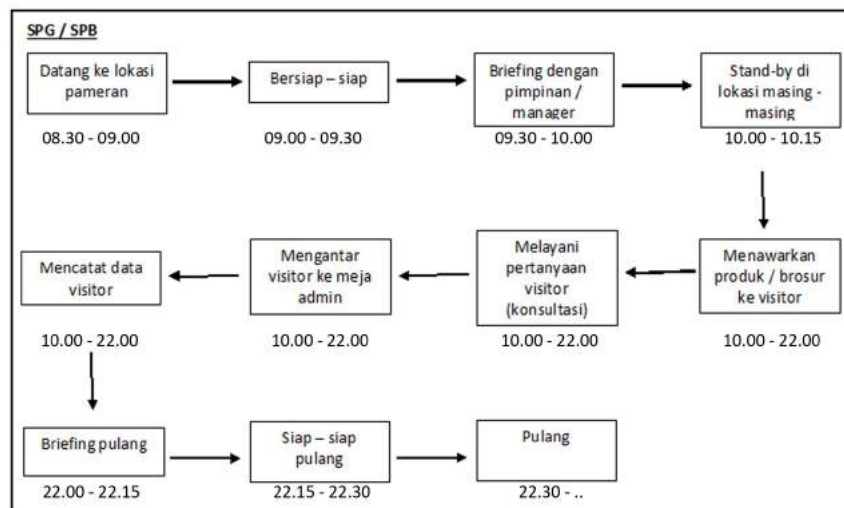 SPG / SPB
Datang ke lokasi
pameran
08.30 - 09.00
Bersiap – siap
09.00 - 09.30
Briefing dengan
pimpinan /
manager
09.30 - 10.00
Stand-by di
lokasi masing -
masing
10.00 - 10.15
Menawarkan
produk / brosur
ke visitor
10.00 - 22.00
Melayani
pertanyaan
visitor
(konsultasi)
10.00 - 22.00
Mengantar
visitor ke meja
admin
10.00 - 22.00
Mencatat data
visitor
10.00 - 22.00
Briefing pulang
22.00 - 22.15
Siap – siap
pulang
22.15 - 22.30
Pulang
22.30 - ..